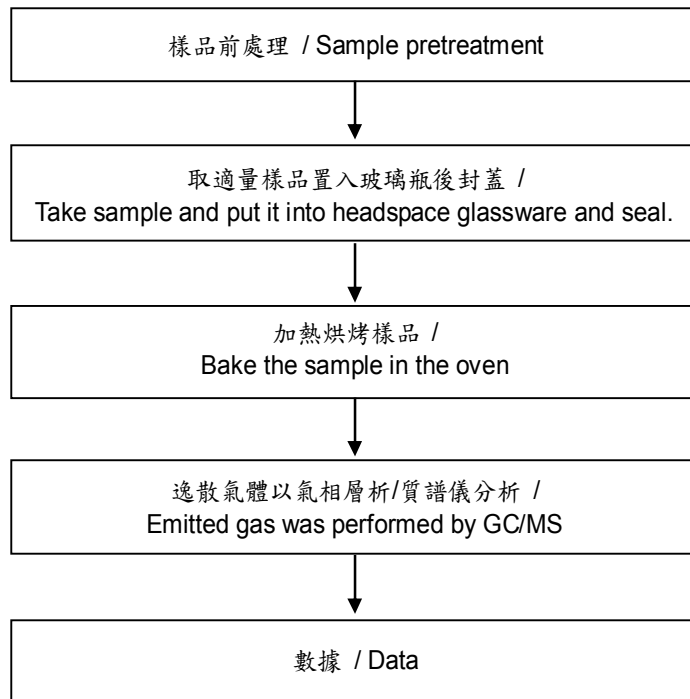 樣品前處理 / Sample pretreatment
取適量樣品置入玻璃瓶後封蓋 /
Take sample and put it into headspace glassware and seal.
加熱烘烤樣品 /
Bake the sample in the oven
逸散氣體以氣相層析/質譜儀分析 /
Emitted gas was performed by GC/MS
數據 / Data